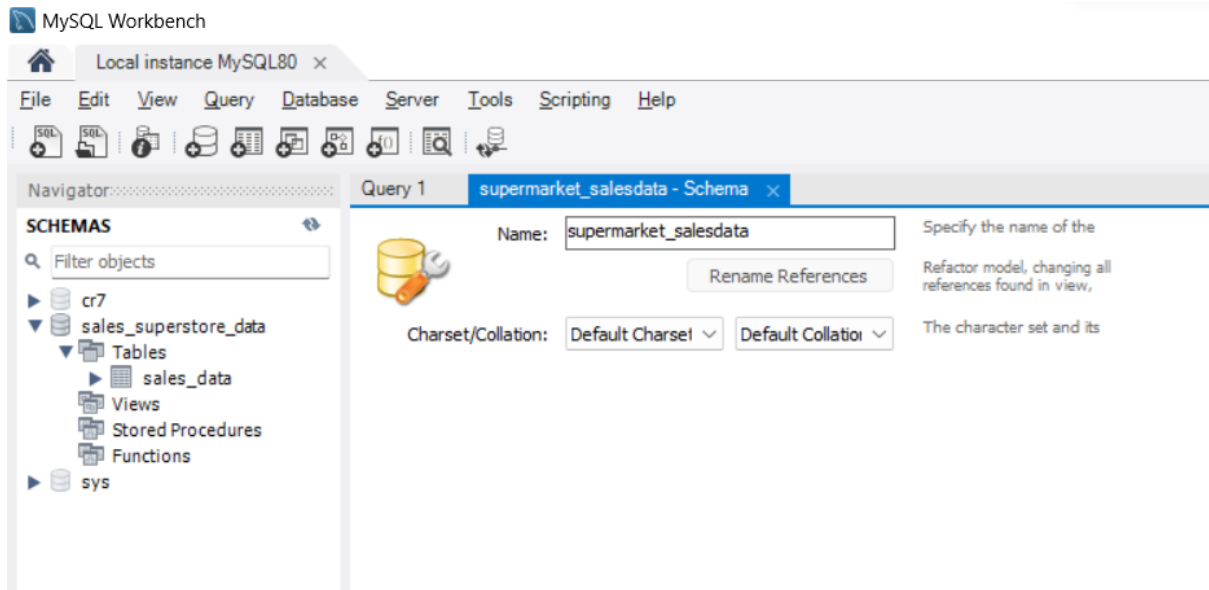 MySQL Workbench
Local instance MySQL80 ×
File Edit View Query Database Server Tools Scripting Help
SQL SQL
Navigator
SCHEMAS
Filter objects
cr7
sales_superstore_data
Tables
sales_data
Views
Stored Procedures
Functions
sys
Query 1 supermarket_salesdata - Schema ×
Name: supermarket_salesdata Specify the name of the
Rename References Refactor model, changing all
references found in view,
Charset/Collation: Default Charset Default Collation The character set and its